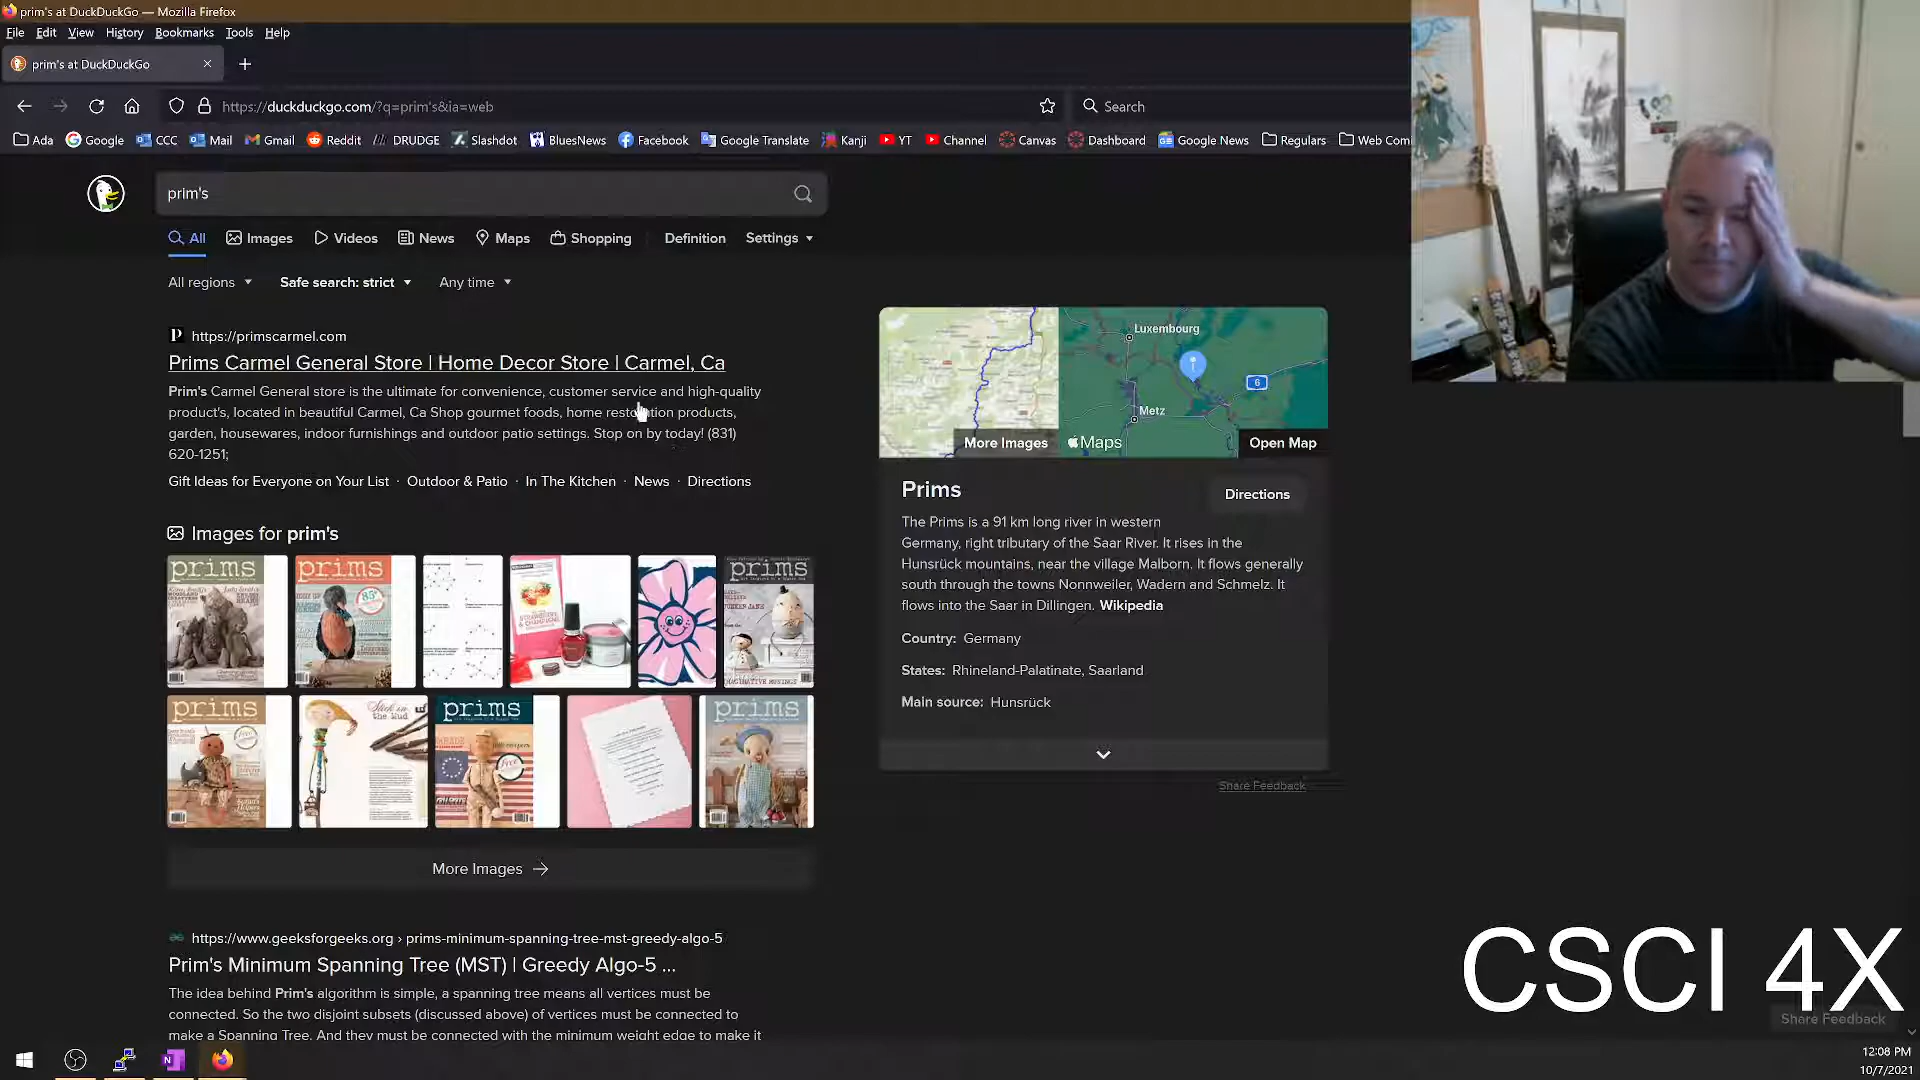 prim's at DuckDuckGo — Mozilla Firefox
File Edit View History Bookmarks Tools Help
prim's at DuckDuckGo
https://duckduckgo.com/?q=prim's&ia=web
Search
Ada Google CCC Mail Gmail Reddit DRUDGE Slashdot BluesNews Facebook Google Translate Kanji YT Channel Canvas Dashboard Google News Regulars Web Comi
prim's
All Images Videos News Maps Shopping Definition Settings
All regions Safe search: strict Any time
https://primscarmel.com
Prims Carmel General Store | Home Decor Store | Carmel, Ca
Prim's Carmel General store is the ultimate for convenience, customer service and high-quality
product's, located in beautiful Carmel, Ca Shop gourmet foods, home restoration products,
garden, housewares, indoor furnishings and outdoor patio settings. Stop on by today! (831)
620-1251;
Gift Ideas for Everyone on Your List · Outdoor & Patio · In The Kitchen · News · Directions
Images for prim's
prims
prims
85
prims
prims
Stick in
the Mud
prims
Free
prims
More Images
https://www.geeksforgeeks.org › prims-minimum-spanning-tree-mst-greedy-algo-5
Prim's Minimum Spanning Tree (MST) | Greedy Algo-5 ...
The idea behind Prim's algorithm is simple, a spanning tree means all vertices must be
connected. So the two disjoint subsets (discussed above) of vertices must be connected to
make a Spanning Tree. And they must be connected with the minimum weight edge to make it
Luxembourg
6
Metz
More Images
Maps
Open Map
Prims
Directions
The Prims is a 91 km long river in western
Germany, right tributary of the Saar River. It rises in the
Hunsrück mountains, near the village Malborn. It flows generally
south through the towns Nonnweiler, Wadern and Schmelz. It
flows into the Saar in Dillingen. Wikipedia
Country: Germany
States: Rhineland-Palatinate, Saarland
Main source: Hunsrück
Share Feedback
CSCI 4X
Share Feedback
12:08 PM
10/7/2021